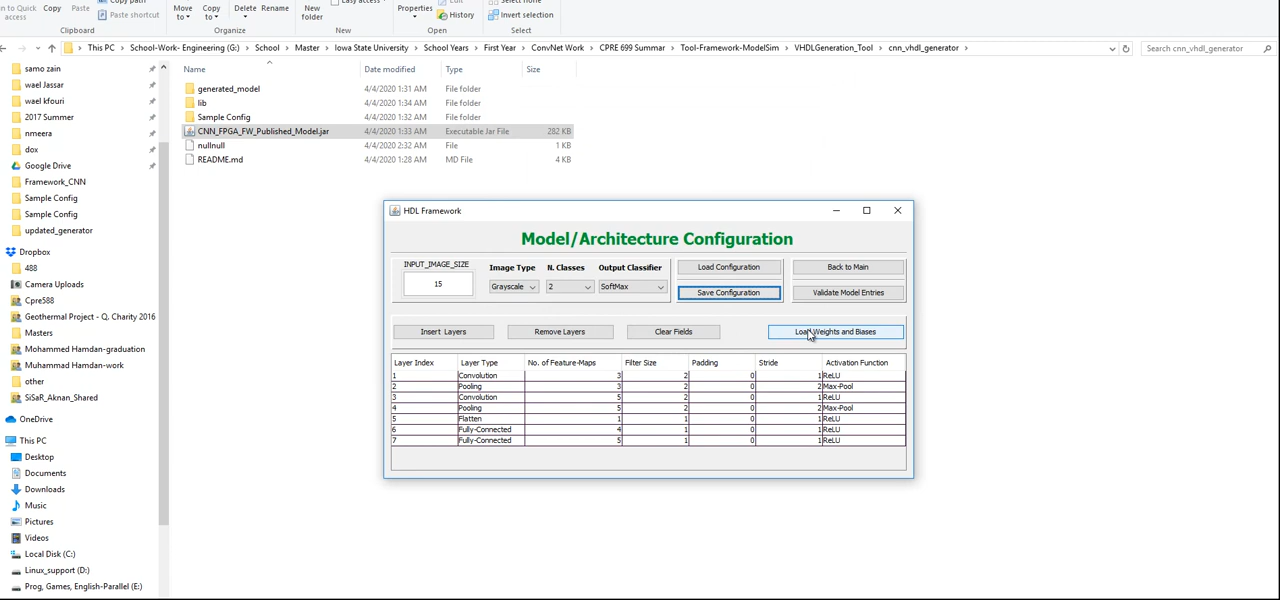 Copy path
Easy access
Edit
Select none
in to Quick access Copy Paste Paste shortcut Move to Copy to Delete Rename New folder Properties History Invert selection
Clipboard Organize New Open Select
This PC > School-Work- Engineering (G:) > School > Master > Iowa State University > School Years > First Year > ConvNet Work > CPRE 699 Summar > Tool-Framework-ModelSim > VHDLGeneration_Tool > cnn_vhdl_generator > Search cnn_vhdl_generator
samo zain
wael Jassar
wael kfouri
2017 Summer
nmeera
dox
Google Drive
Framework_CNN
Sample Config
Sample Config
updated_generator
Dropbox
488
Camera Uploads
Cpre588
Geothermal Project - Q, Charity 2016
Masters
Mohammed Hamdan-graduation
Muhammad Hamdan-work
other
SiSaR_Aknan_Shared
OneDrive
This PC
Desktop
Documents
Downloads
Music
Pictures
Videos
Local Disk (C:)
Linux_support (D:)
Prog, Games, English-Parallel (E:)
Name Date modified Type Size
generated_model 4/4/2020 1:31 AM File folder
lib 4/4/2020 1:34 AM File folder
Sample Config 4/4/2020 1:32 AM File folder
CNN_FPGA_FW_Published_Model.jar 4/4/2020 1:33 AM Executable Jar File 282 KB
nullnull 4/4/2020 2:32 AM File 1 KB
README.md 4/4/2020 1:28 AM MD File 4 KB
HDL Framework
Model/Architecture Configuration
INPUT_IMAGE_SIZE Image Type N. Classes Output Classifier Load Configuration Back to Main
15 Grayscale 2 SoftMax Save Configuration Validate Model Entries
Insert Layers Remove Layers Clear Fields Load Weights and Biases
Layer Index Layer Type No. of Feature-Maps Filter Size Padding Stride Activation Function
1 Convolution 3 2 0 1 ReLU
2 Pooling 3 2 0 2 Max-Pool
3 Convolution 5 2 0 1 ReLU
4 Pooling 5 2 0 2 Max-Pool
5 Flatten 1 1 0 1 ReLU
6 Fully-Connected 4 1 0 1 ReLU
7 Fully-Connected 5 1 0 1 ReLU